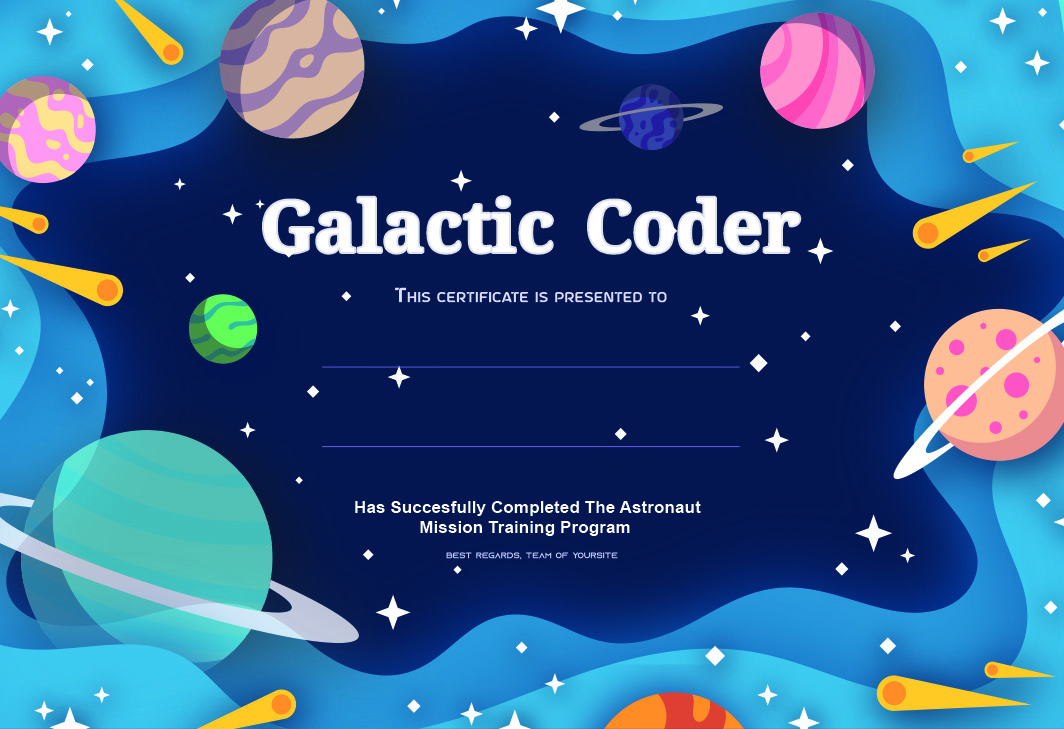 Galactic Coder
This certificate is presented to
Has Succesfully Completed The Astronaut
Mission Training Program
BEST REGARDS, TEAM OF YOURSITE